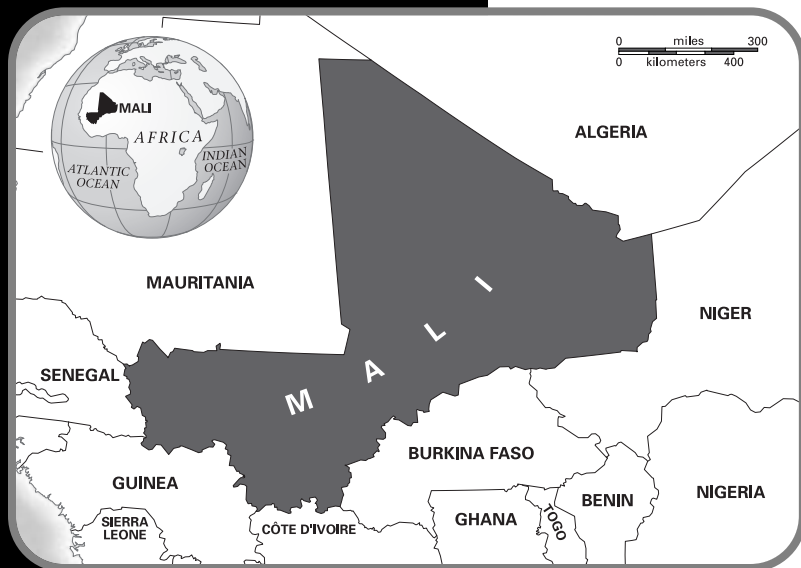 0 miles 300
0 kilometers 400
MALI
AFRICA
ATLANTIC
OCEAN
INDIAN
OCEAN
ALGERIA
MAURITANIA
NIGER
MALI
SENEGAL
BURKINA FASO
GUINEA
NIGERIA
BENIN
SIERRA
LEONE
CÔTE D'IVOIRE
GHANA
TOGO